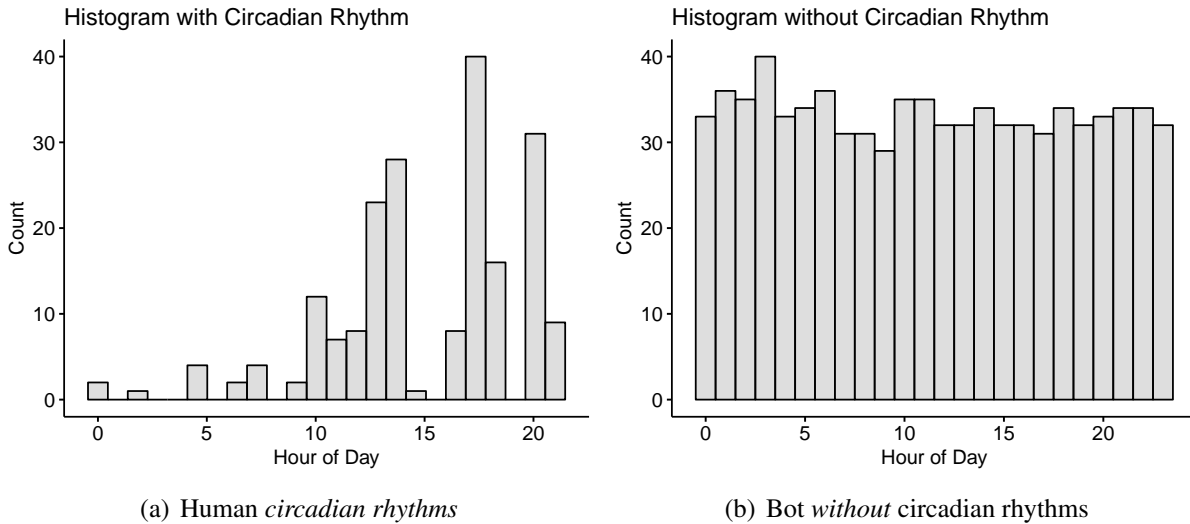 Histogram with Circadian Rhythm
40
30
20
10
0
Count
0 5 10 15 20
Hour of Day
(a) Human circadian rhythms
Histogram without Circadian Rhythm
40
30
20
10
0
Count
0 5 10 15 20
Hour of Day
(b) Bot without circadian rhythms